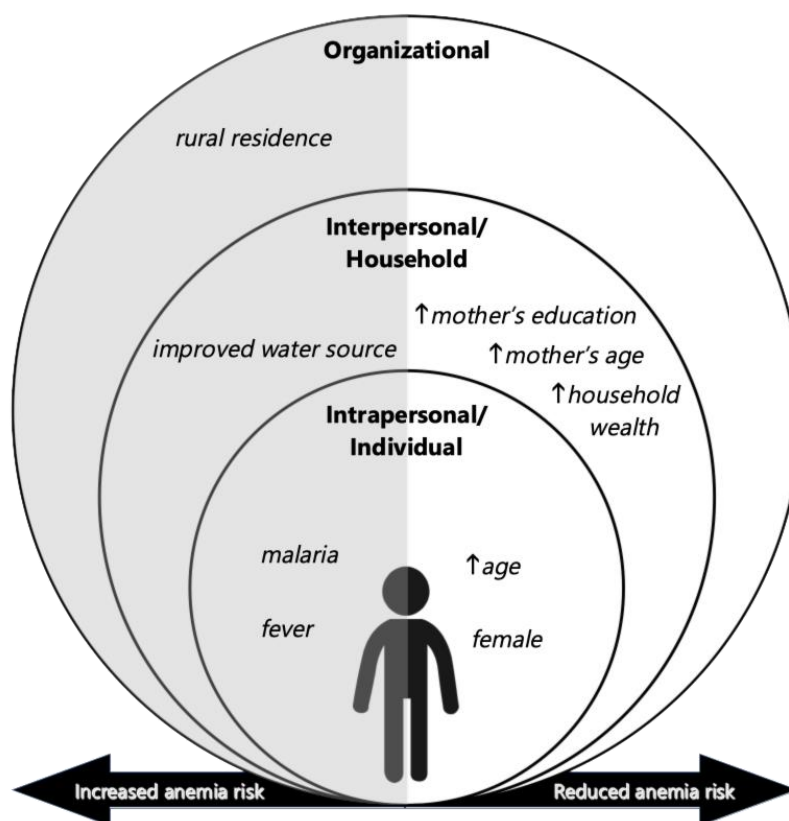 Organizational
rural residence
Interpersonal/
Household
improved water source
↑mother’s education
↑mother’s age
↑household
wealth
Intrapersonal/
Individual
malaria
fever
↑age
female
Increased anemia risk
Reduced anemia risk